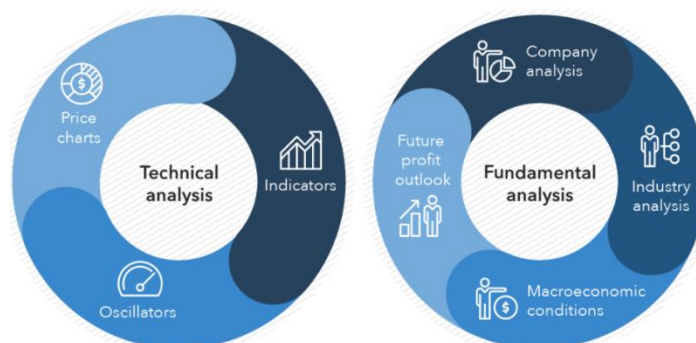 Price
charts
Technical
analysis
Indicators
Oscillators
Company
analysis
Future
profit
outlook
Fundamental
analysis
Industry
analysis
Macroeconomic
conditions